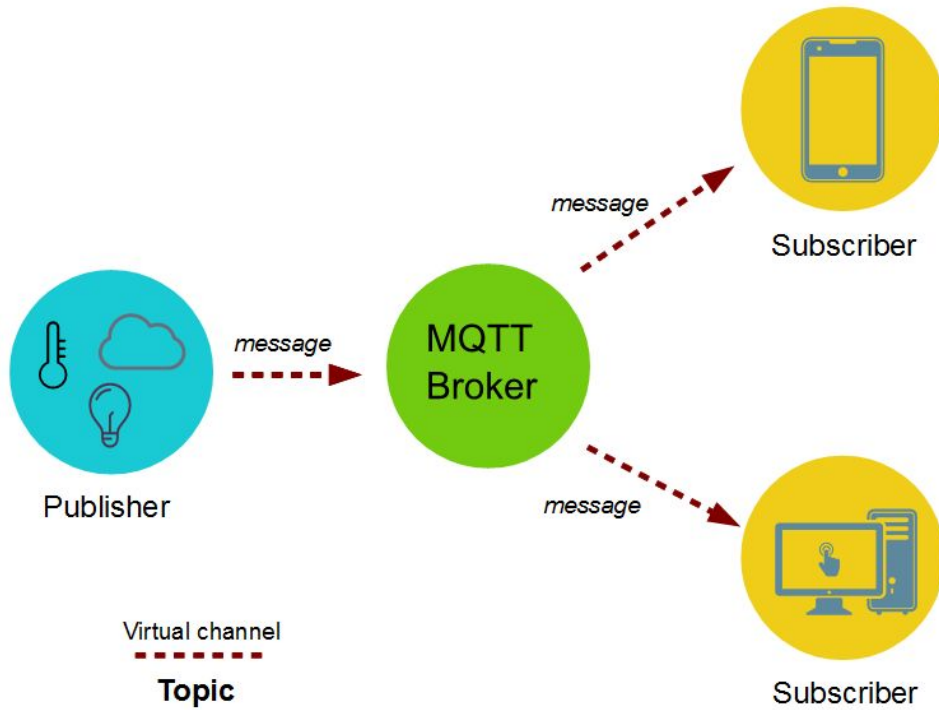 message
Subscriber
message
MQTT
Broker
Publisher
message
Virtual channel
Topic
Subscriber